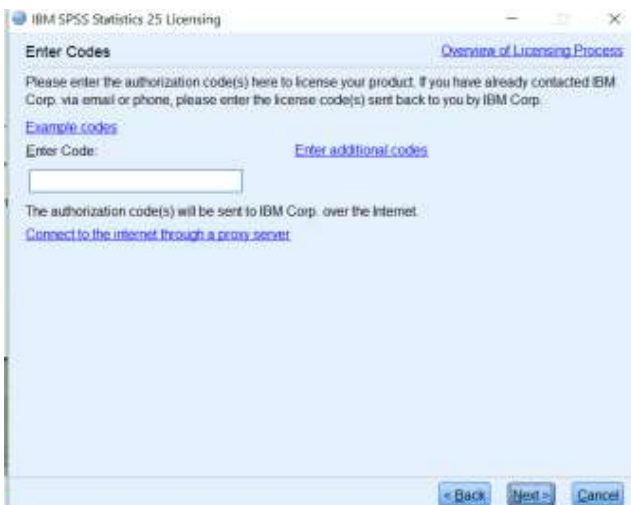 IBM SPSS Statistics 25 Licensing
Enter Codes
Overview of Licensing Process
Please enter the authorization code(s) here to license your product. If you have already contacted IBM
Corp. via email or phone, please enter the license code(s) sent back to you by IBM Corp.
Example codes
Enter Code:
Enter additional codes
The authorization code(s) will be sent to IBM Corp. over the Internet.
Connect to the internet through a proxy server
< Back
Next >
Cancel